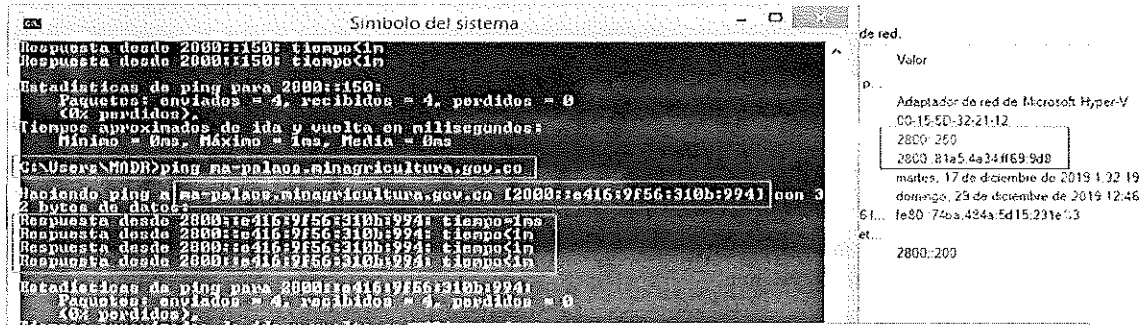 Símbolo del sistema
Respuesta desde 2800::150: tiempo<1m
Respuesta desde 2800::150: tiempo<1m
Estadísticas de ping para 2800::150:
Paquetes: enviados = 4, recibidos = 4, perdidos = 0
(0% perdidos),
Tiempos aproximados de ida y vuelta en milisegundos:
Mínimo = 0ms, Máximo = 1ms, Media = 0ms
C:\Users\MADR>ping ma-palaos.minagricultura.gov.co
Haciendo ping a ma-palaos.minagricultura.gov.co [2800::e416:9f56:310b:994] con 3
2 bytes de datos:
Respuesta desde 2800::e416:9f56:310b:994: tiempo=1ms
Respuesta desde 2800::e416:9f56:310b:994: tiempo<1m
Respuesta desde 2800::e416:9f56:310b:994: tiempo<1m
Respuesta desde 2800::e416:9f56:310b:994: tiempo<1m
Estadísticas de ping para 2800::e416:9f56:310b:994:
Paquetes: enviados = 4, recibidos = 4, perdidos = 0
(0% perdidos),
de red.
Valor
p...
Adaptador de red de Microsoft Hyper-V
00-15-5D-32-21-12
2800::250
2800::81a5:4a34:ff69:9d8
martes, 17 de diciembre de 2019 1:32:19
domingo, 29 de diciembre de 2019 12:46
6 I... fe80::74ba:484a:5d15:231e%3
et...
2800::200